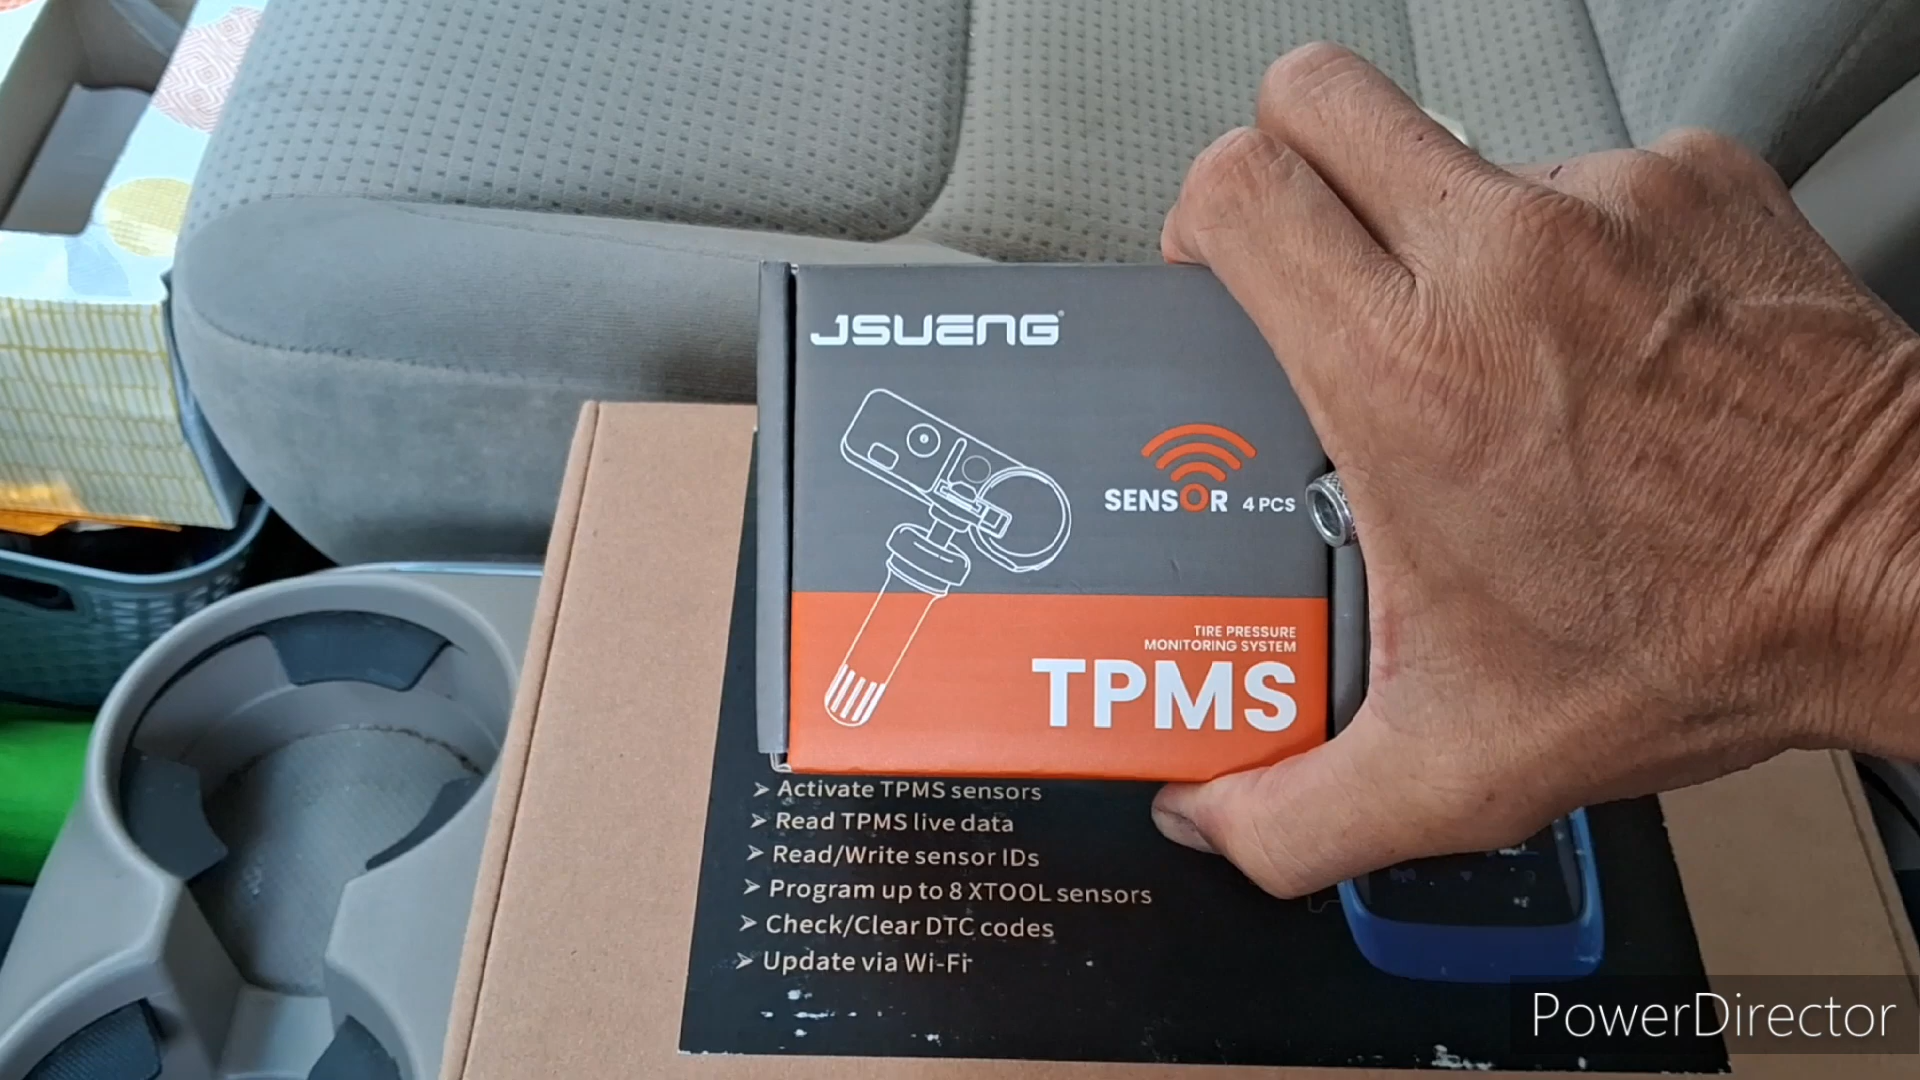 JSUENG®
SENSOR 4 PCS
TIRE PRESSURE
MONITORING SYSTEM
TPMS
➢ Activate TPMS sensors
➢ Read TPMS live data
➢ Read/Write sensor IDs
➢ Program up to 8 XTOOL sensors
➢ Check/Clear DTC codes
➢ Update via Wi-Fi
PowerDirector